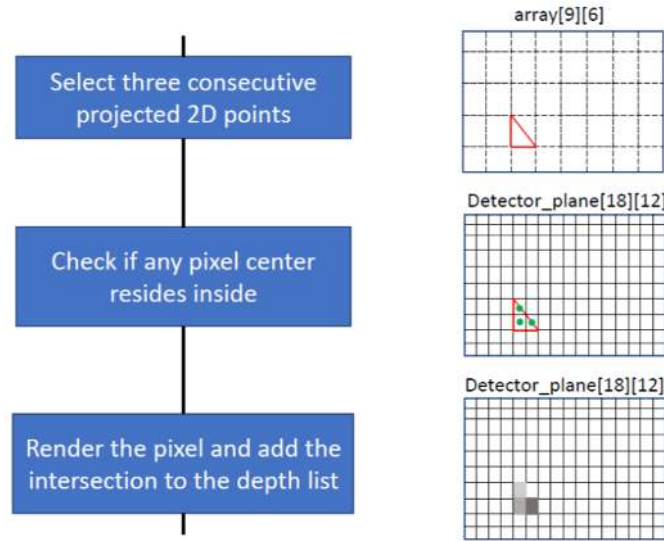 array[9][6]
Select three consecutive
projected 2D points
Detector_plane[18][12]
Check if any pixel center
resides inside
Detector_plane[18][12]
Render the pixel and add the
intersection to the depth list